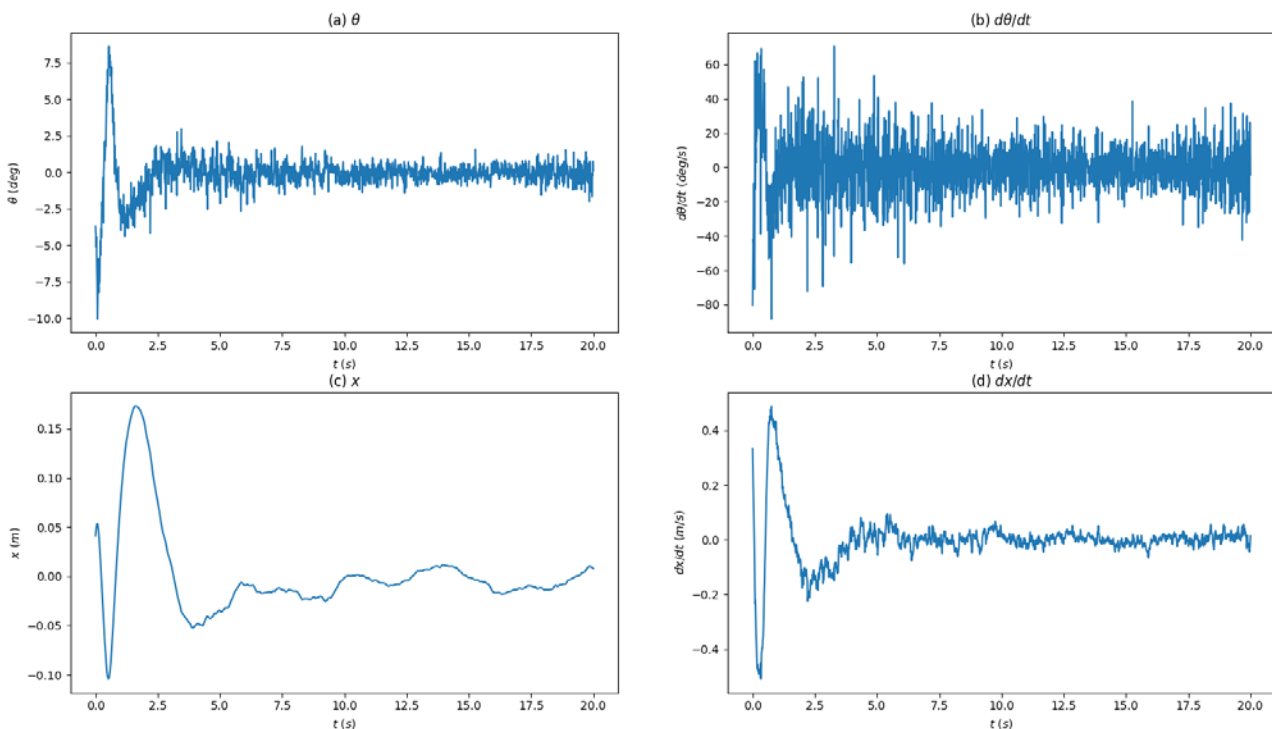 (a) θ
θ (deg)
7.5
5.0
2.5
0.0
−2.5
−5.0
−7.5
−10.0
0.0 2.5 5.0 7.5 10.0 12.5 15.0 17.5 20.0
t (s)
(b) dθ/dt
dθ/dt (deg/s)
60
40
20
0
−20
−40
−60
−80
0.0 2.5 5.0 7.5 10.0 12.5 15.0 17.5 20.0
t (s)
(c) x
x (m)
0.15
0.10
0.05
0.00
−0.05
−0.10
0.0 2.5 5.0 7.5 10.0 12.5 15.0 17.5 20.0
t (s)
(d) dx/dt
dx/dt (m/s)
0.4
0.2
0.0
−0.2
−0.4
0.0 2.5 5.0 7.5 10.0 12.5 15.0 17.5 20.0
t (s)